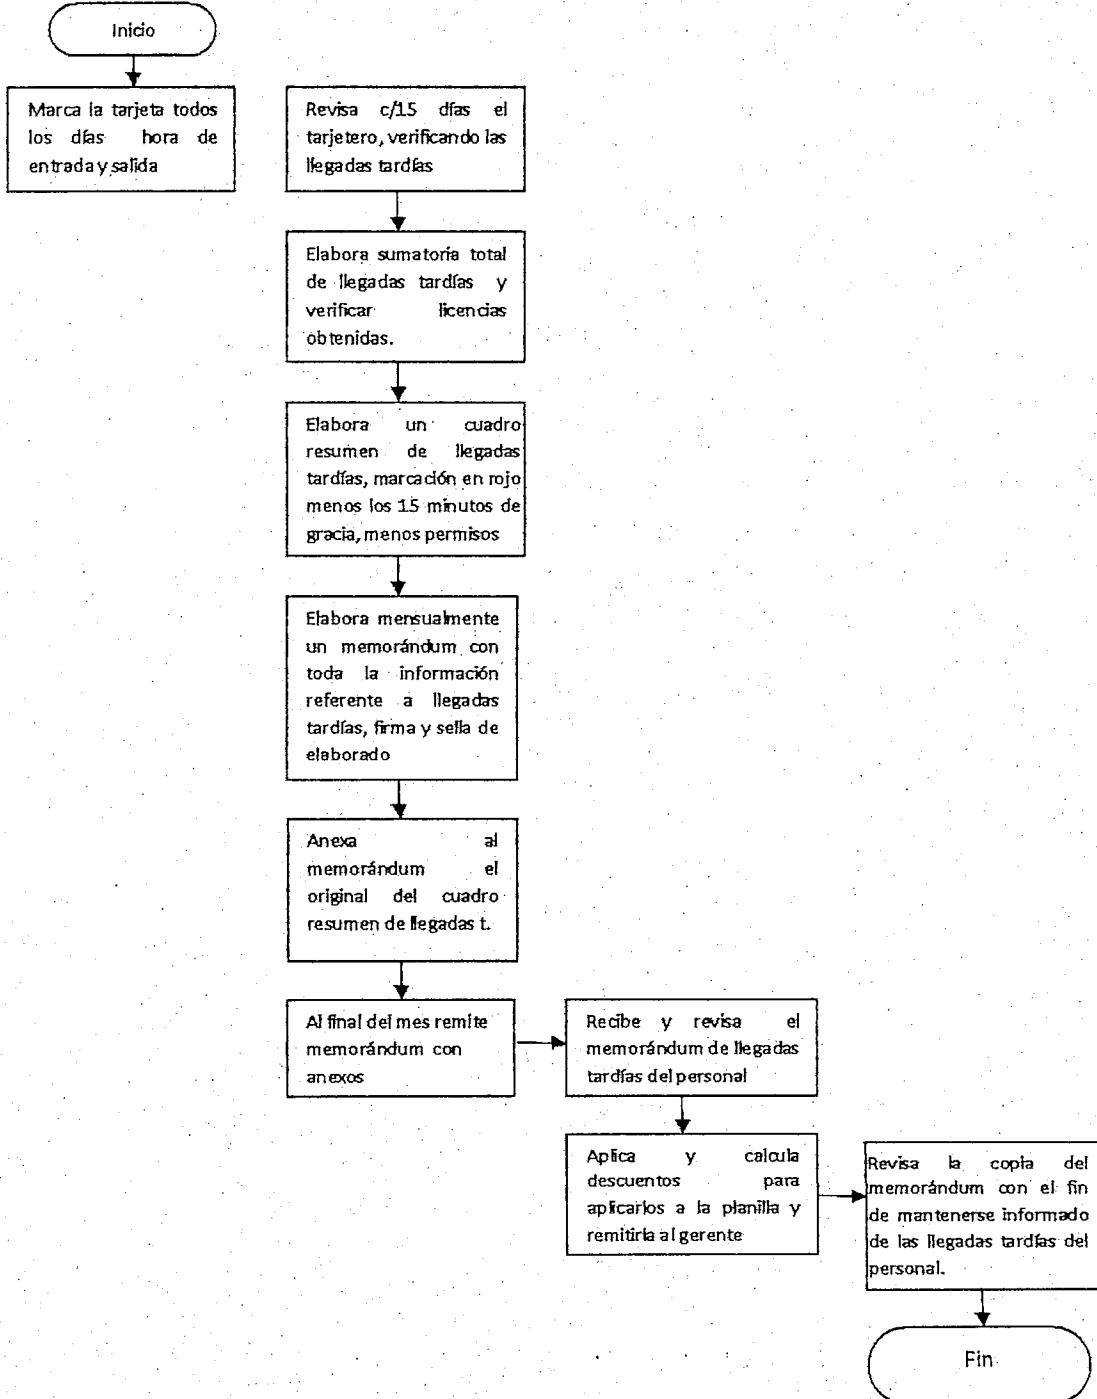 Inicio
Marca la tarjeta todos
los días hora de
entrada y salida
Revisa c/15 días el
tarjetero, verificando las
llegadas tardías
Elabora sumatoria total
de llegadas tardías y
verificar licencias
obtenidas.
Elabora un cuadro
resumen de llegadas
tardías, marcación en rojo
menos los 15 minutos de
gracia, menos permisos
Elabora mensualmente
un memorándum con
toda la información
referente a llegadas
tardías, firma y sella de
elaborado
Anexa al
memorándum el
original del cuadro
resumen de llegadas t.
Al final del mes remite
memorándum con
anexos
Recibe y revisa el
memorándum de llegadas
tardías del personal
Aplica y calcula
descuentos para
aplicarlos a la planilla y
remitirla al gerente
Revisa la copia del
memorándum con el fin
de mantenerse informado
de las llegadas tardías del
personal.
Fin